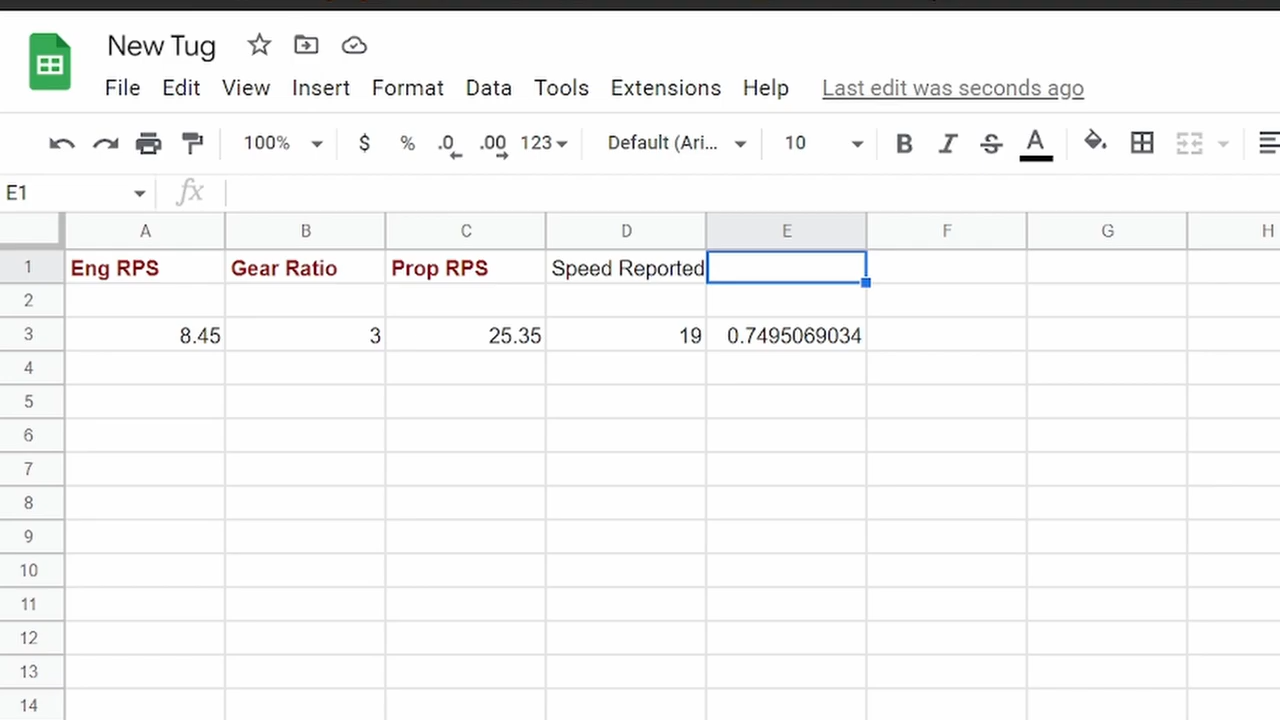 New Tug
File Edit View Insert Format Data Tools Extensions Help Last edit was seconds ago
100% $ % .0 .00 123 Default (Ari... 10 B I S A
E1 fx
A B C D E F G H
1 Eng RPS Gear Ratio Prop RPS Speed Reported
2
3 8.45 3 25.35 19 0.7495069034
4
5
6
7
8
9
10
11
12
13
14